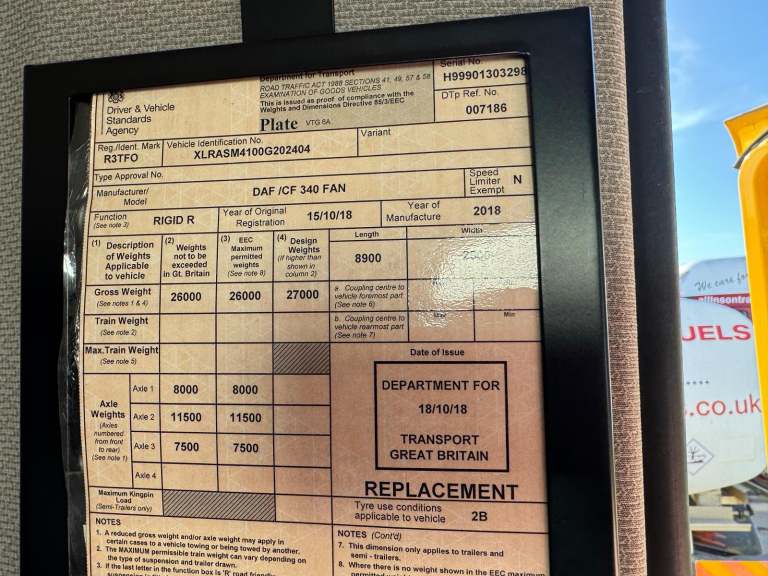 Department for Transport
ROAD TRAFFIC ACT 1988 SECTIONS 41, 49, 57 & 58
EXAMINATION OF GOODS VEHICLES
This is issued as proof of compliance with the
Weights and Dimensions Directive 85/3/EEC
Plate VTG 6A
Serial No.
H99901303298
DTp Ref. No.
007186
Driver & Vehicle
Standards
Agency
Reg./Ident. Mark
R3TFO
Vehicle Identification No.
XLRASM4100G202404
Variant
Type Approval No.
Manufacturer/
Model
DAF /CF 340 FAN
Speed
Limiter
Exempt
N
Function
(See note 3)
RIGID R
Year of Original
Registration
15/10/18
Year of
Manufacture
2018
(1) Description
of Weights
Applicable
to vehicle
(2) Weights
not to be
exceeded
in Gt. Britain
(3) EEC
Maximum
permitted
weights
(See note 8)
(4) Design
Weights
(if higher than
shown in
column 2)
Length
8900
Width
Gross Weight
(See notes 1 & 4)
26000
26000
27000
a Coupling centre to
vehicle foremost part
(See note 6)
Train Weight
(See note 2)
b. Coupling centre to
vehicle rearmost part
(See note 7)
Max
Min
Max.Train Weight
(See note 5)
Date of Issue
Axle
Weights
(Axles
numbered
from front
to rear)
(See note 1)
Axle 1
8000
8000
Axle 2
11500
11500
Axle 3
7500
7500
Axle 4
DEPARTMENT FOR
18/10/18
TRANSPORT
GREAT BRITAIN
Maximum Kingpin
Load
(Semi-Trailers only)
REPLACEMENT
Tyre use conditions
applicable to vehicle
2B
NOTES
1. A reduced gross weight and/or axle weight may apply in
certain cases to a vehicle towing or being towed by another.
2. The MAXIMUM permissible train weight can vary depending on
the type of suspension and trailer drawn.
3. If the last letter in the function box is 'R' road friendly
NOTES (Cont'd)
7. This dimension only applies to trailers and
semi - trailers.
8. Where there is no weight shown in the EEC maximum
We care for
UELS
.co.uk